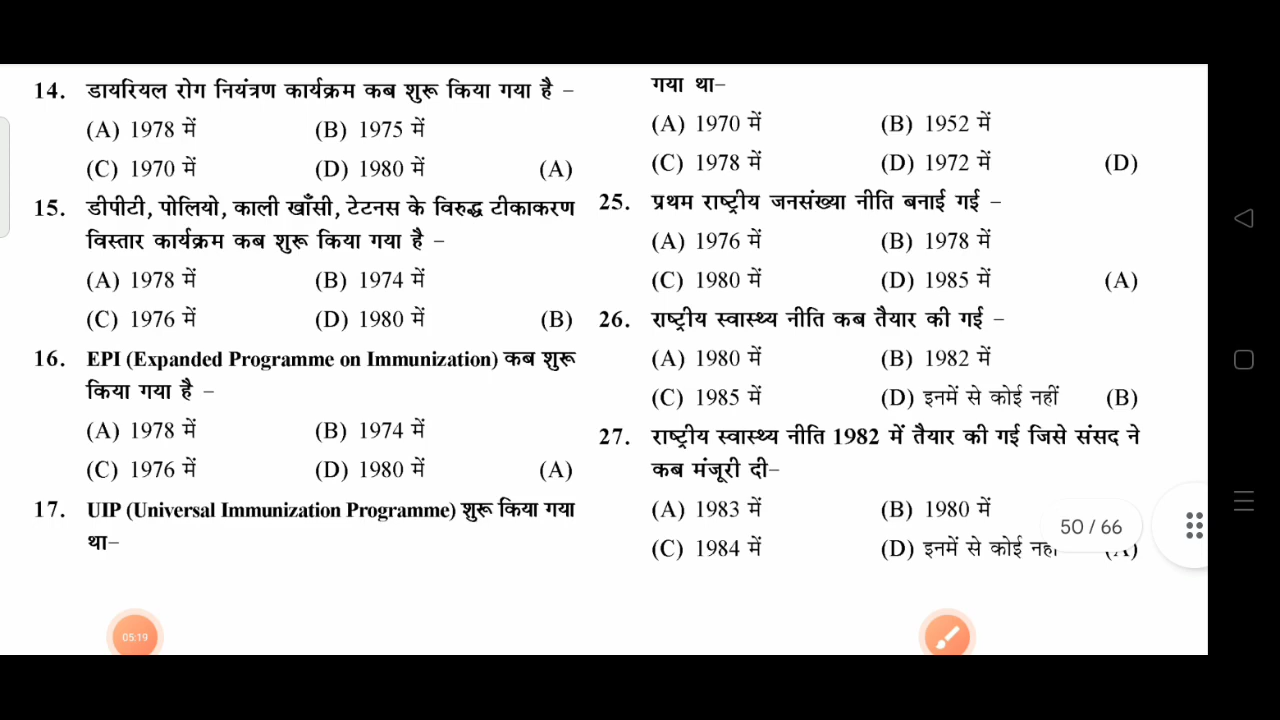 14. डायरियल रोग नियंत्रण कार्यक्रम कब शुरू किया गया है –
(A) 1978 में (B) 1975 में
(C) 1970 में (D) 1980 में (A)
15. डीपीटी, पोलियो, काली खाँसी, टेटनस के विरुद्ध टीकाकरण
विस्तार कार्यक्रम कब शुरू किया गया है –
(A) 1978 में (B) 1974 में
(C) 1976 में (D) 1980 में (B)
16. EPI (Expanded Programme on Immunization) कब शुरू
किया गया है –
(A) 1978 में (B) 1974 में
(C) 1976 में (D) 1980 में (A)
17. UIP (Universal Immunization Programme) शुरू किया गया
था–
गया था–
(A) 1970 में (B) 1952 में
(C) 1978 में (D) 1972 में (D)
25. प्रथम राष्ट्रीय जनसंख्या नीति बनाई गई –
(A) 1976 में (B) 1978 में
(C) 1980 में (D) 1985 में (A)
26. राष्ट्रीय स्वास्थ्य नीति कब तैयार की गई –
(A) 1980 में (B) 1982 में
(C) 1985 में (D) इनमें से कोई नहीं (B)
27. राष्ट्रीय स्वास्थ्य नीति 1982 में तैयार की गई जिसे संसद ने
कब मंजूरी दी–
(A) 1983 में (B) 1980 में
(C) 1984 में (D) इनमें से कोई नहीं (A)
50 / 66
05:19